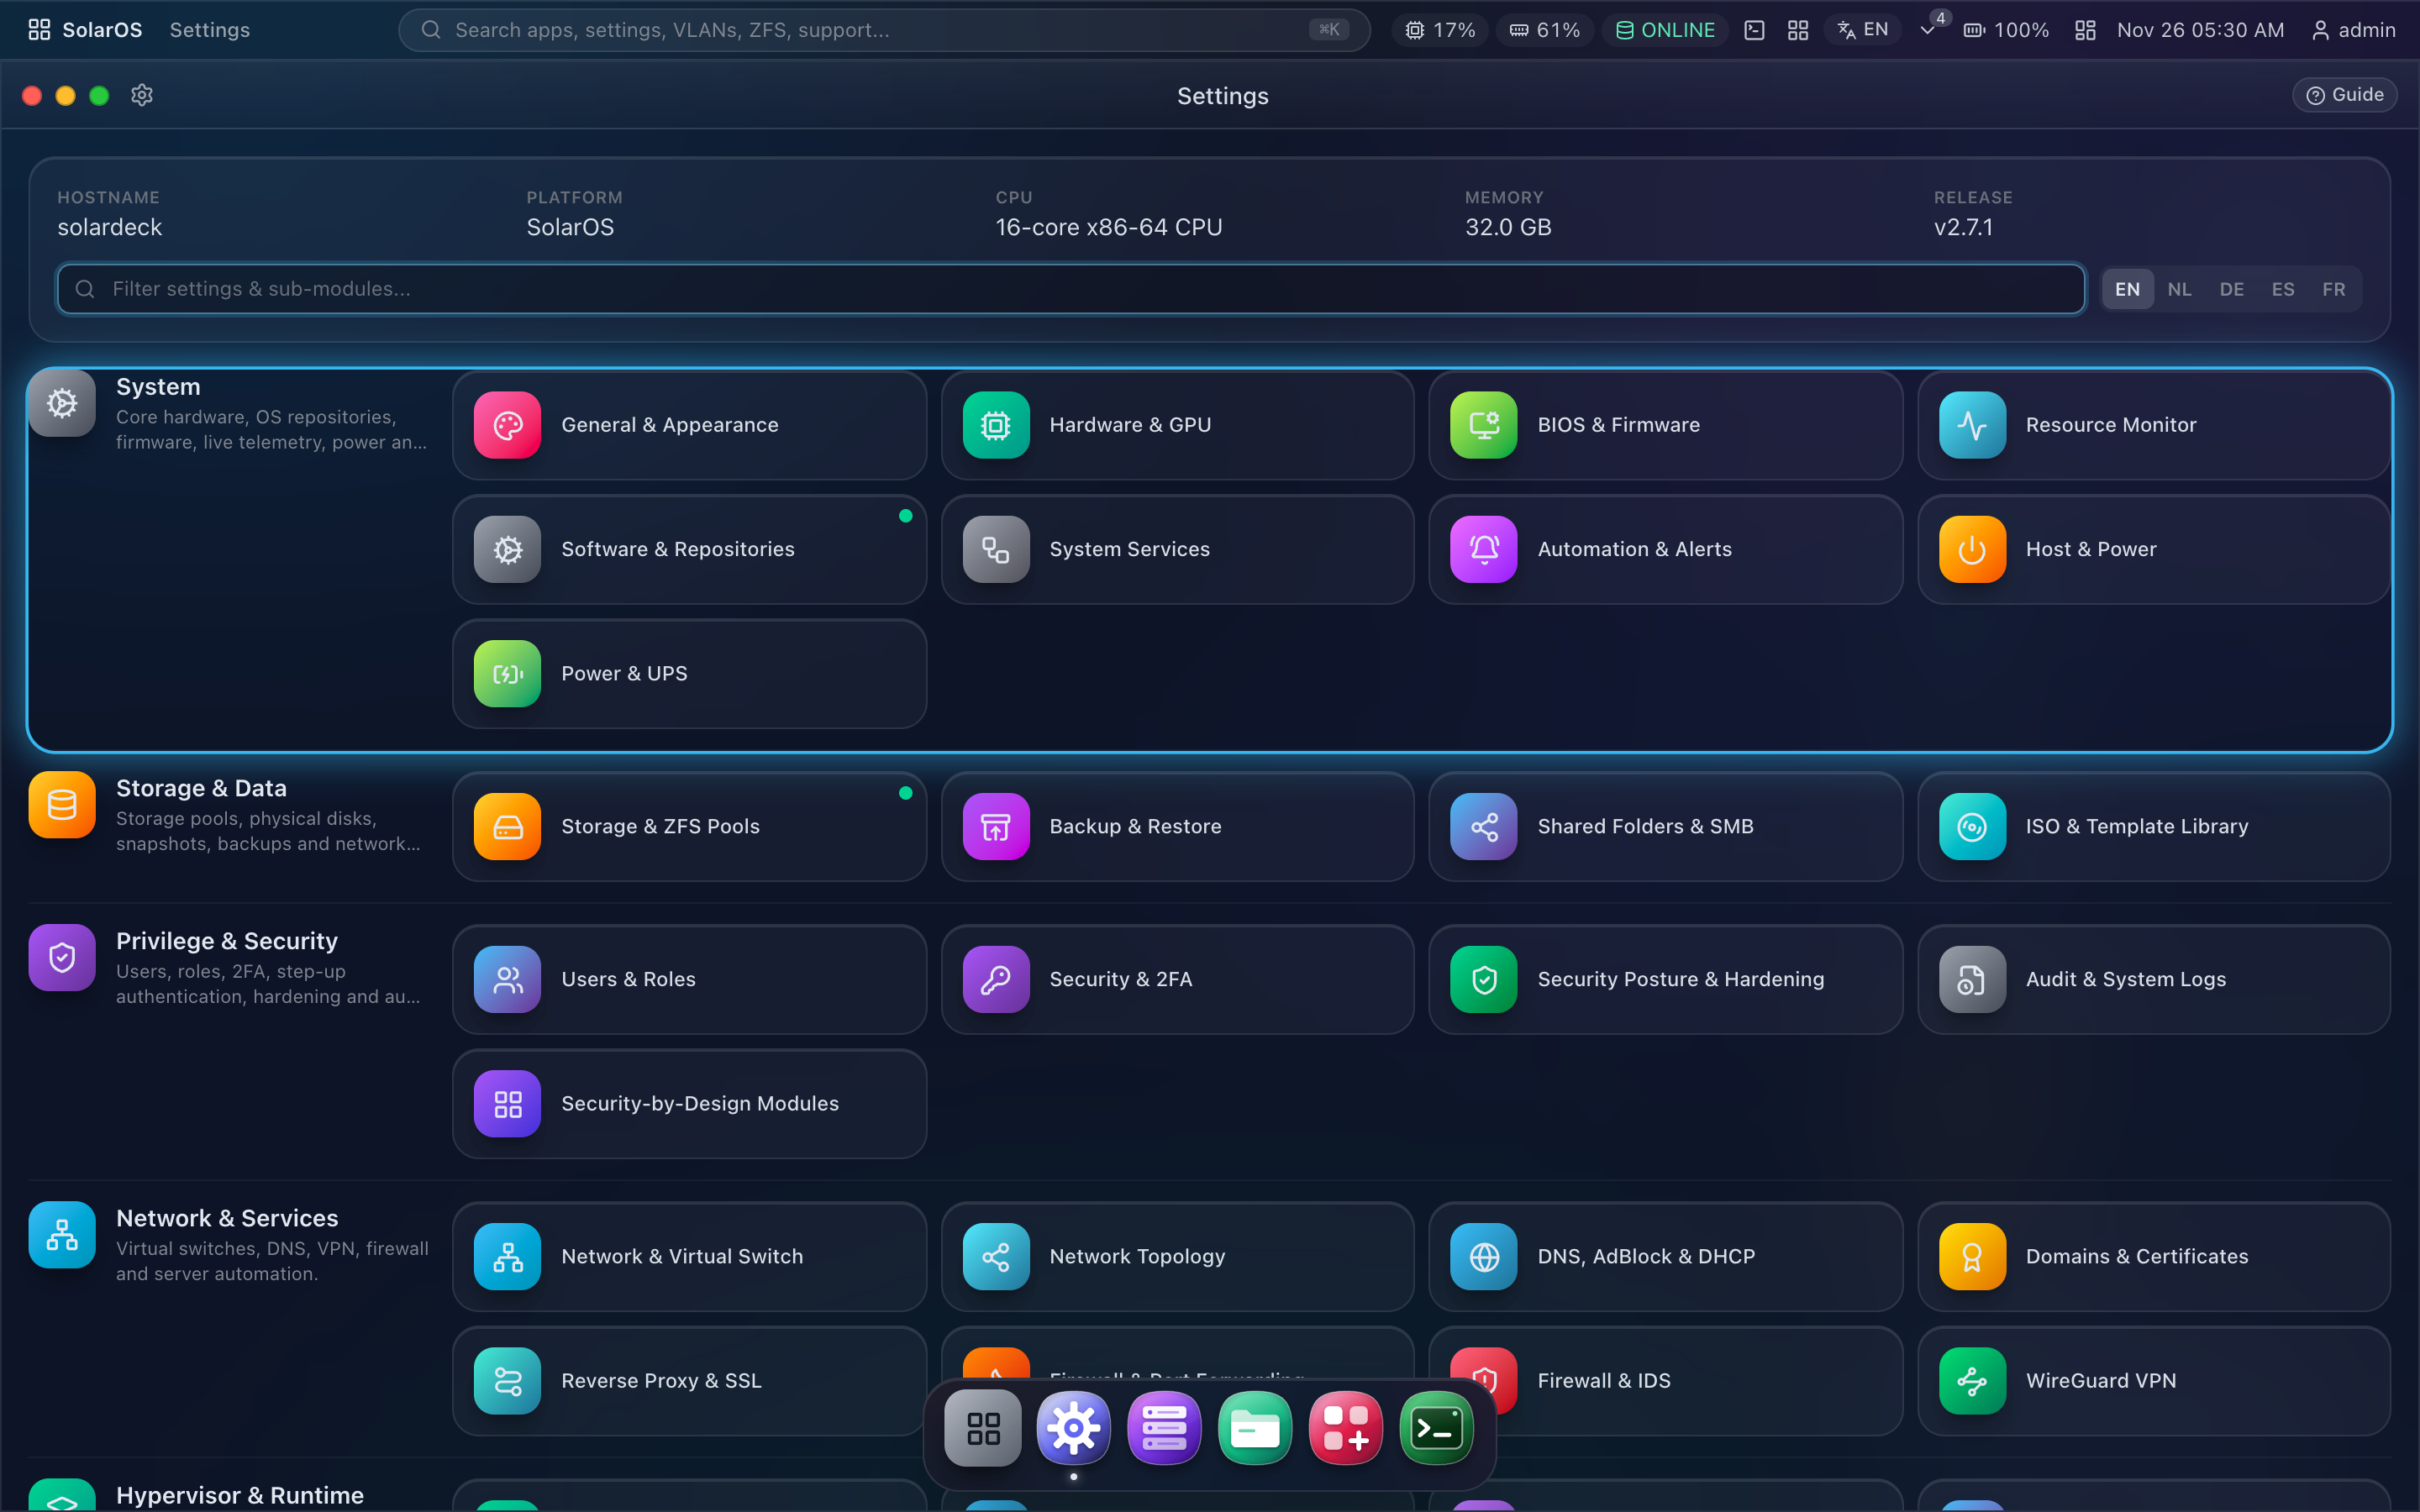 SolarOS
Settings
Search apps, settings, VLANs, ZFS, support...
⌘K
17%
61%
ONLINE
EN
4
100%
Nov 26 05:30 AM
admin
Settings
Guide
HOSTNAME
solardeck
PLATFORM
SolarOS
CPU
16-core x86-64 CPU
MEMORY
32.0 GB
RELEASE
v2.7.1
Filter settings & sub-modules...
EN
NL
DE
ES
FR
System
Core hardware, OS repositories,
firmware, live telemetry, power an...
General & Appearance
Hardware & GPU
BIOS & Firmware
Resource Monitor
Software & Repositories
System Services
Automation & Alerts
Host & Power
Power & UPS
Storage & Data
Storage pools, physical disks,
snapshots, backups and network...
Storage & ZFS Pools
Backup & Restore
Shared Folders & SMB
ISO & Template Library
Privilege & Security
Users, roles, 2FA, step-up
authentication, hardening and au...
Users & Roles
Security & 2FA
Security Posture & Hardening
Audit & System Logs
Security-by-Design Modules
Network & Services
Virtual switches, DNS, VPN, firewall
and server automation.
Network & Virtual Switch
Network Topology
DNS, AdBlock & DHCP
Domains & Certificates
Reverse Proxy & SSL
Firewall & Port Forwarding
Firewall & IDS
WireGuard VPN
Hypervisor & Runtime